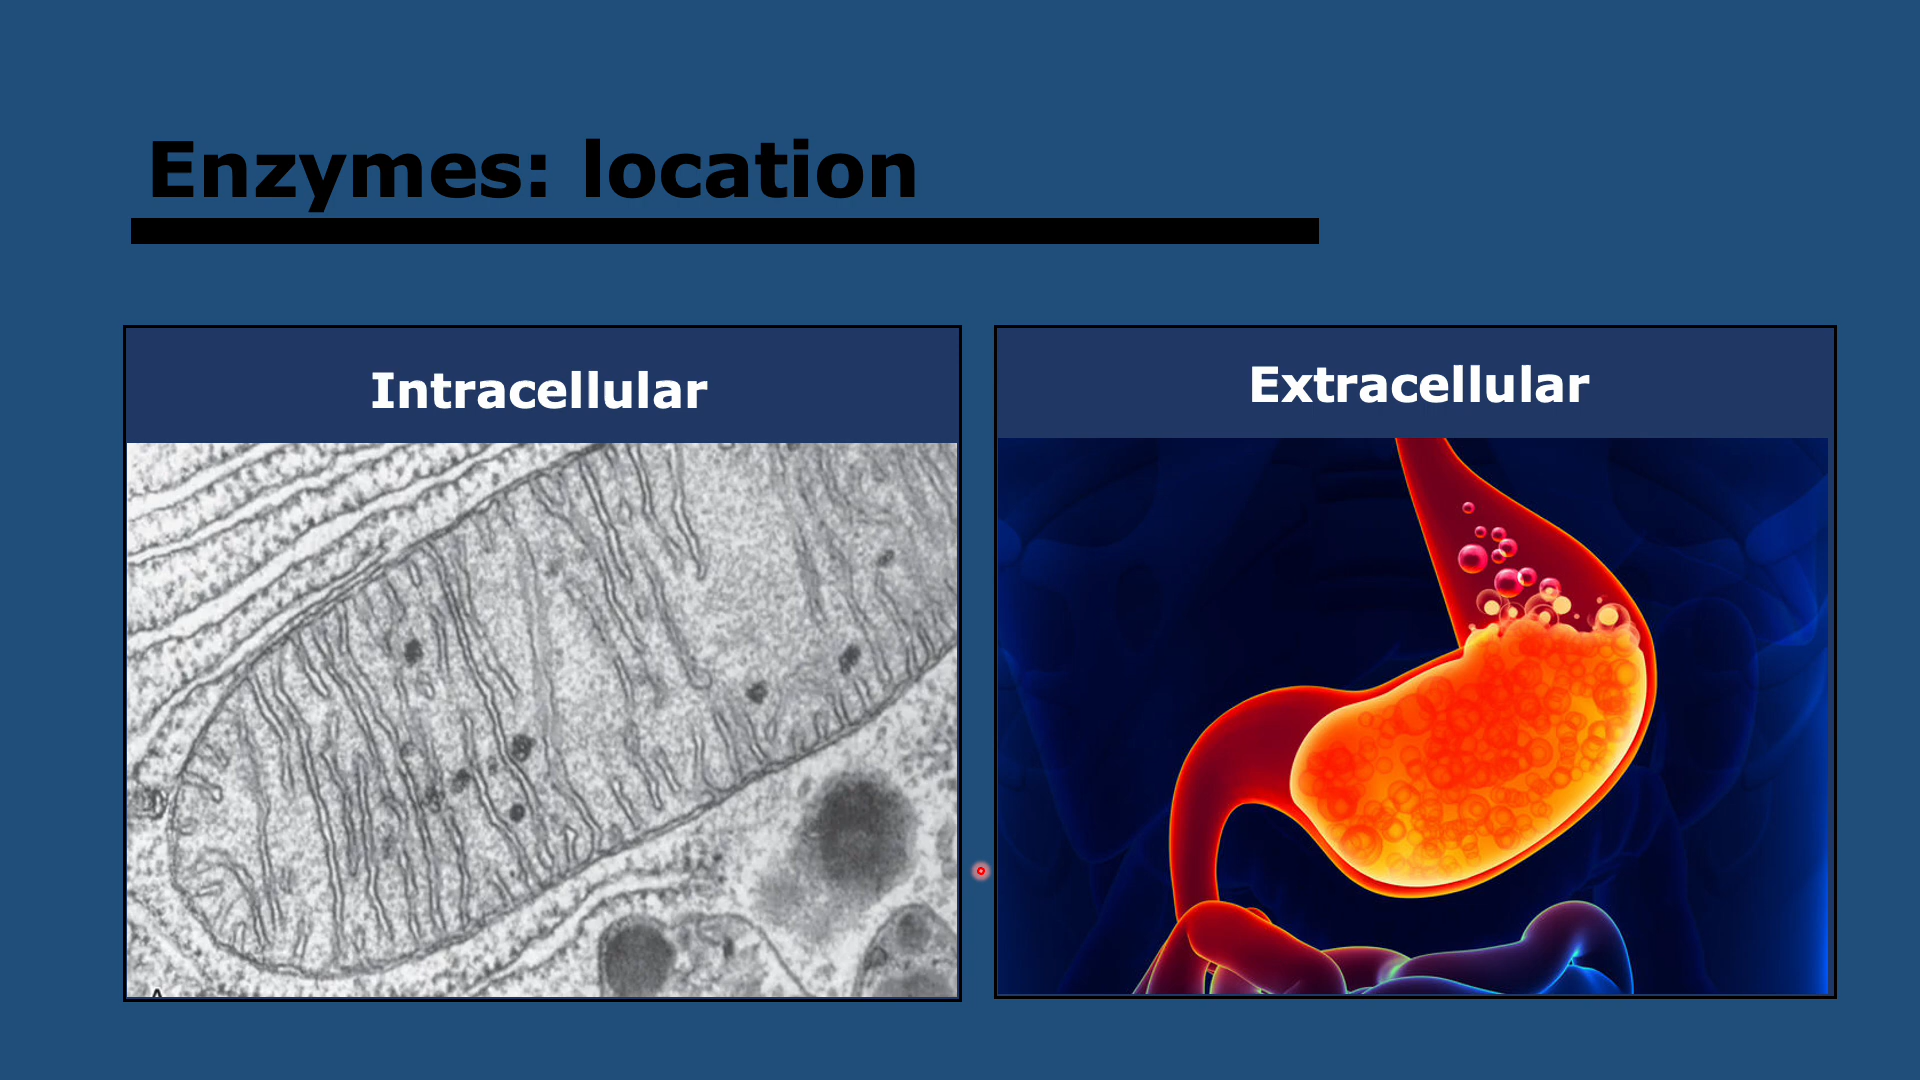 Enzymes: location
Intracellular
Extracellular